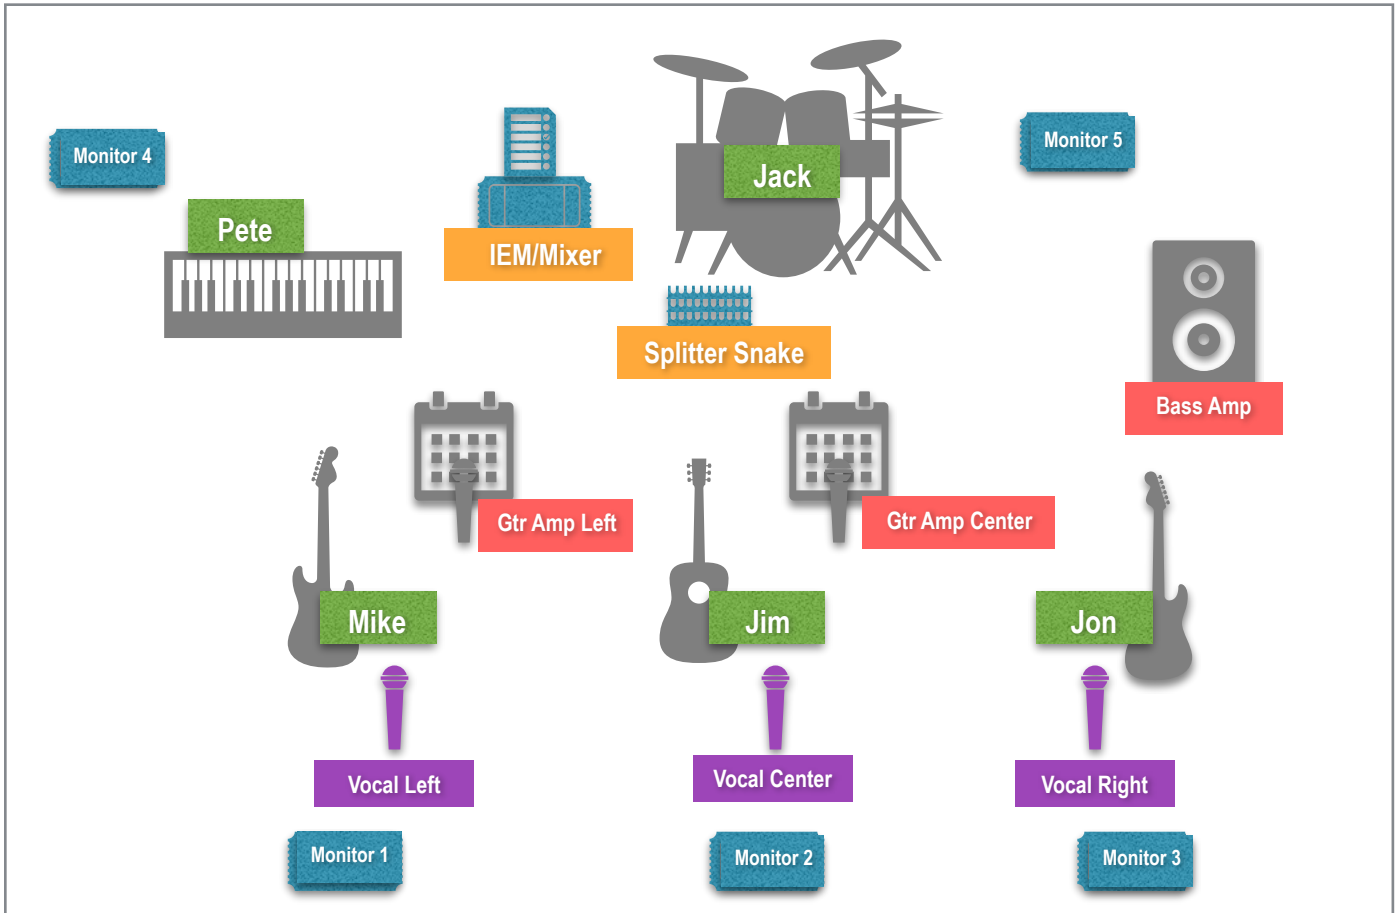 Monitor 4
Monitor 5
Jack
Pete
IEM/Mixer
Splitter Snake
Bass Amp
Gtr Amp Left
Gtr Amp Center
Mike
Jim
Jon
Vocal Left
Vocal Center
Vocal Right
Monitor 1
Monitor 2
Monitor 3